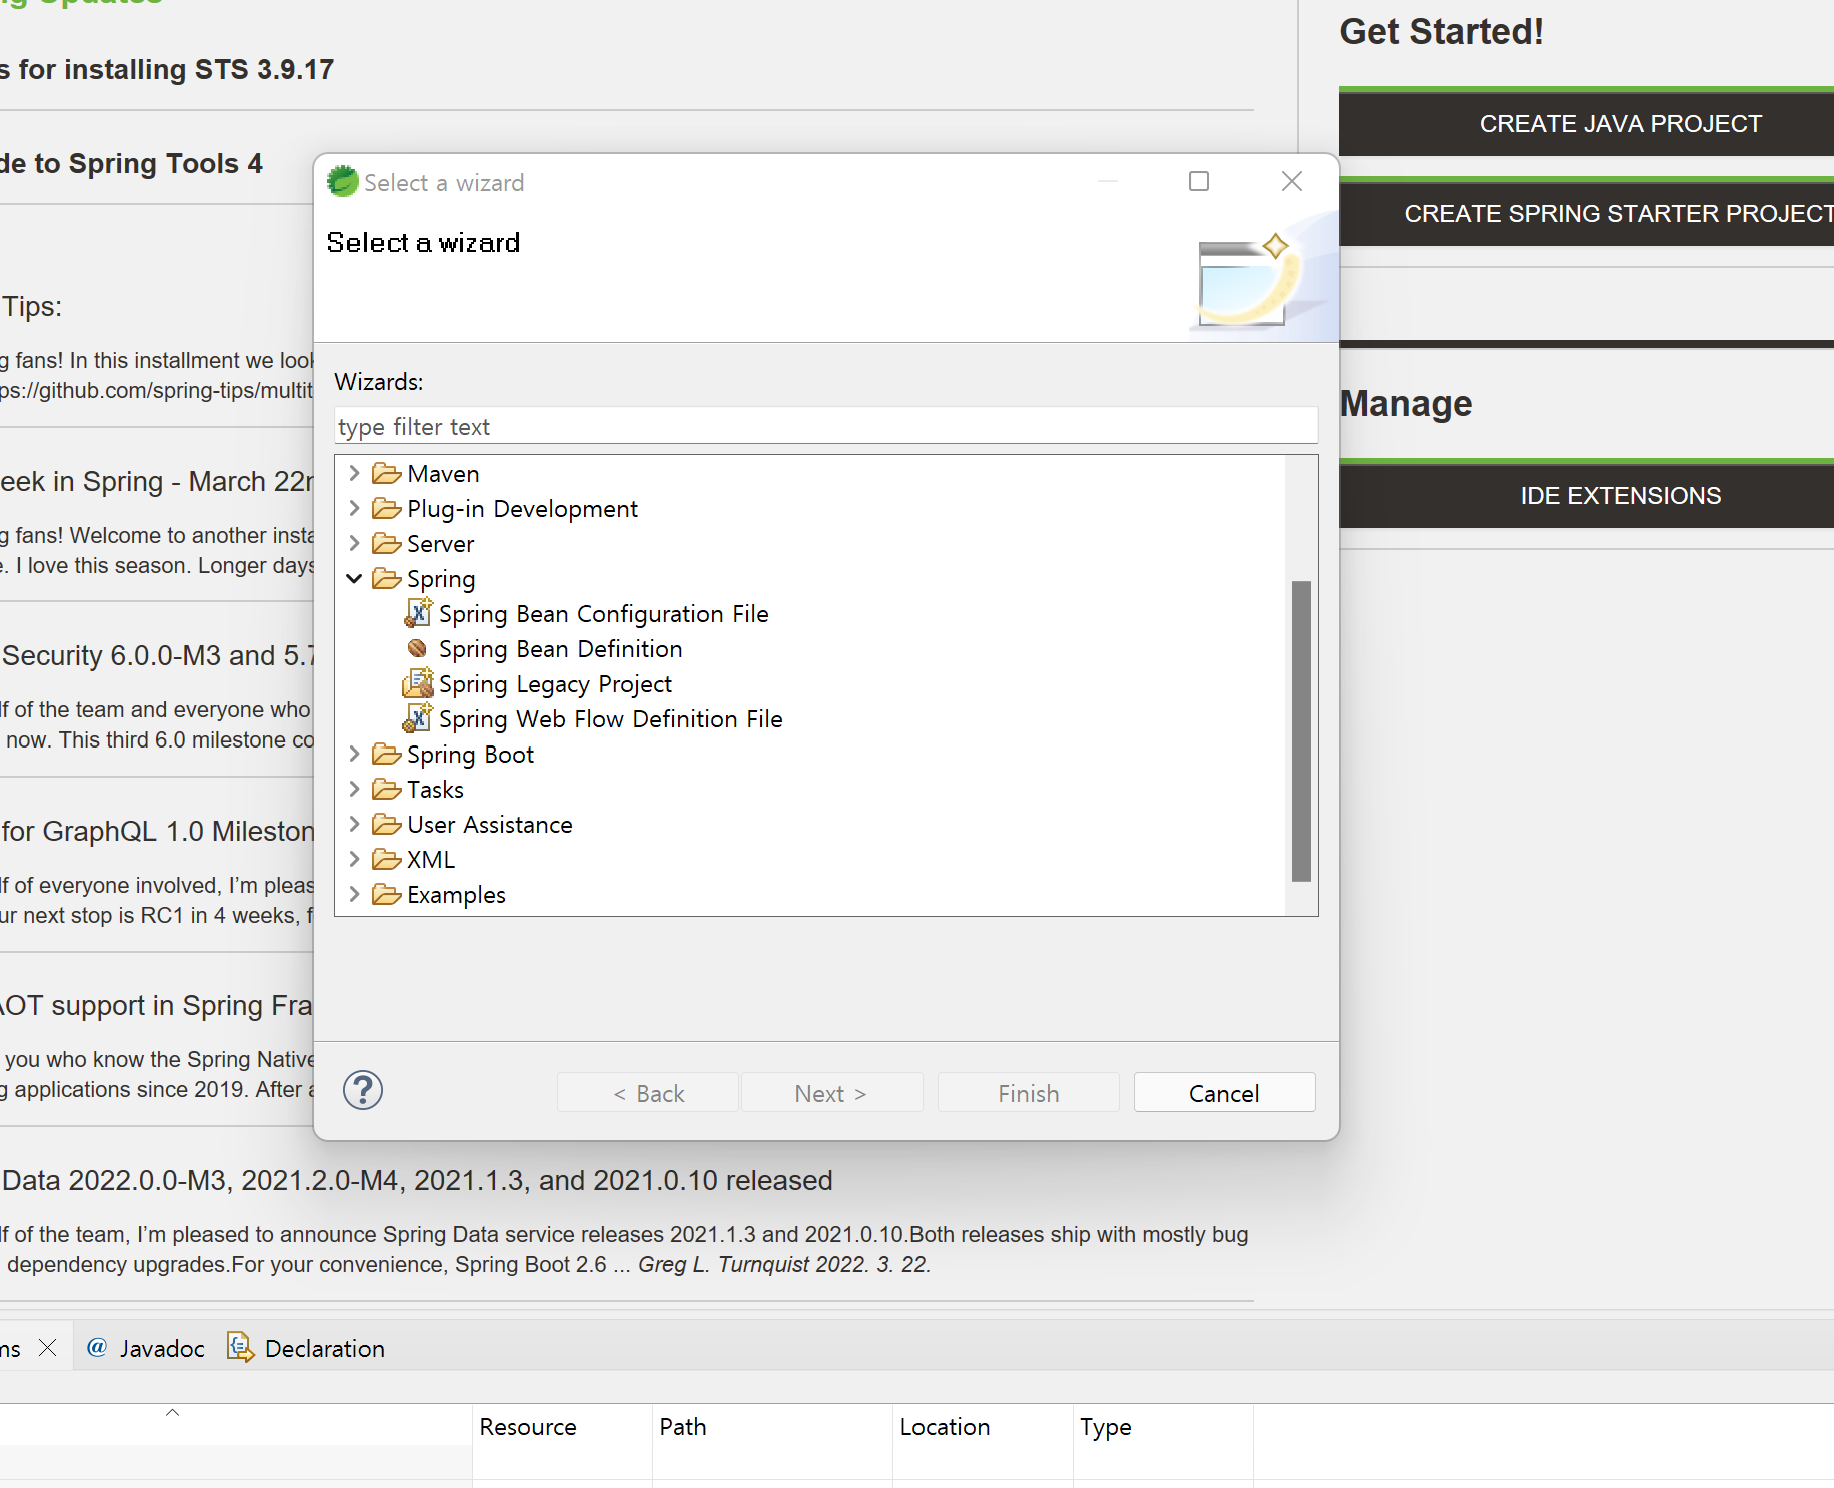 Updates
s for installing STS 3.9.17
de to Spring Tools 4
Tips:
g fans! In this installment we look
ps://github.com/spring-tips/multit
eek in Spring - March 22
g fans! Welcome to another insta
e. I love this season. Longer days
Security 6.0.0-M3 and 5.7
lf of the team and everyone who
now. This third 6.0 milestone co
for GraphQL 1.0 Mileston
lf of everyone involved, I'm pleas
ur next stop is RC1 in 4 weeks, f
AOT support in Spring Fra
you who know the Spring Native
g applications since 2019. After a
Data 2022.0.0-M3, 2021.2.0-M4, 2021.1.3, and 2021.0.10 released
lf of the team, I'm pleased to announce Spring Data service releases 2021.1.3 and 2021.0.10.Both releases ship with mostly bug
dependency upgrades.For your convenience, Spring Boot 2.6 ... Greg L. Turnquist 2022. 3. 22.
Get Started!
CREATE JAVA PROJECT
CREATE SPRING STARTER PROJECT
Manage
IDE EXTENSIONS
Select a wizard
Select a wizard
Wizards:
type filter text
Maven
Plug-in Development
Server
Spring
Spring Bean Configuration File
Spring Bean Definition
Spring Legacy Project
Spring Web Flow Definition File
Spring Boot
Tasks
User Assistance
XML
Examples
< Back Next > Finish Cancel
ms @ Javadoc Declaration
Resource Path Location Type